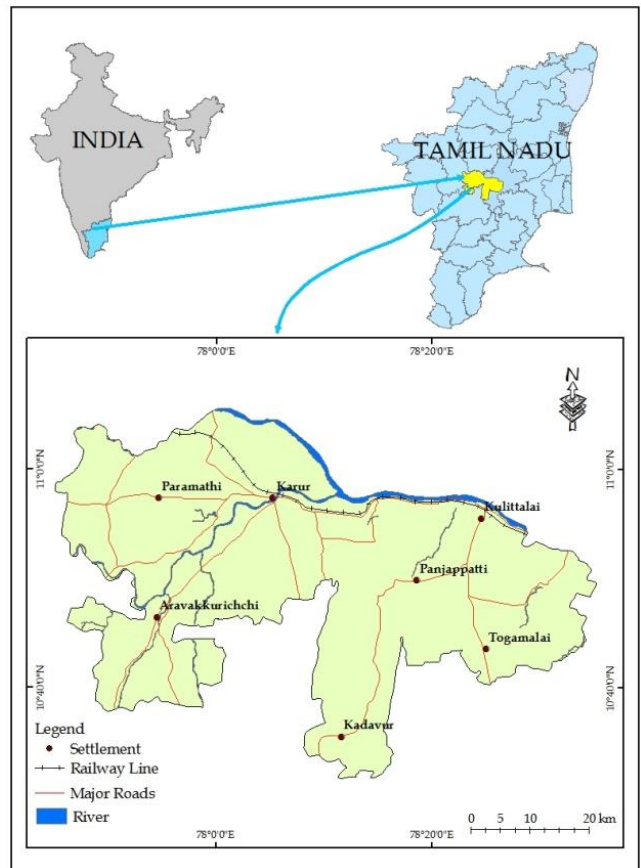 INDIA
TAMIL NADU
78°0'0"E 78°20'0"E
N
11°0'0"N 11°0'0"N
Paramathi
Karur
Kulittalai
Panjappatti
Aravakkurichchi
Togamalai
10°40'0"N 10°40'0"N
Kadavur
Legend
Settlement
Railway Line
Major Roads
River
0 5 10 20 km
78°0'0"E 78°20'0"E